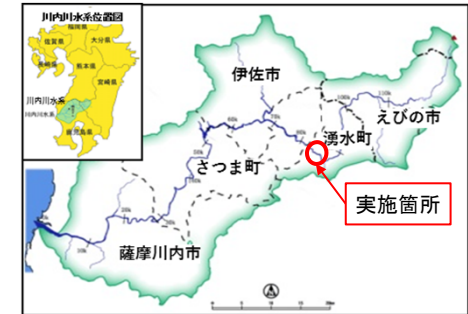 川内川水系位置図
福岡県
佐賀県
大分県
長崎県
熊本県
宮崎県
川内川水系
鹿児島県
伊佐市
えびの市
湧水町
さつま町
薩摩川内市
実施箇所